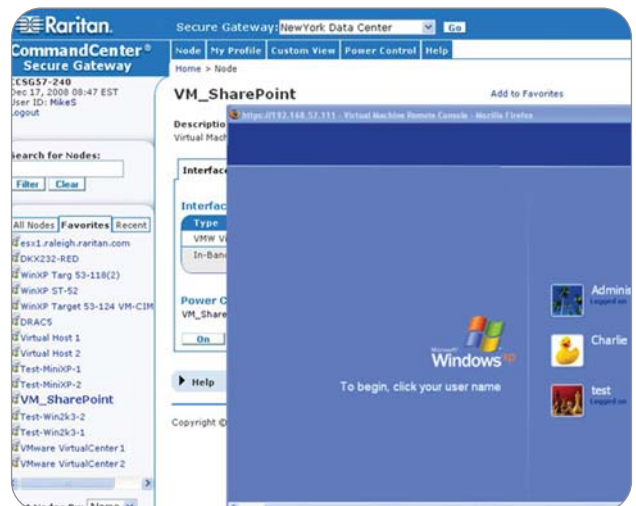 Raritan.
Secure Gateway: NewYork Data Center Go
CommandCenter®
Secure Gateway
Node My Profile Custom View Power Control Help
Home > Node
CCSG57-240
Dec 17, 2008 08:47 EST
User ID: MikeS
Logout
VM_SharePoint
Add to Favorites
https://192.168.57.111 - Virtual Machine Remote Console - Mozilla Firefox
Descriptio
Virtual Mach
Search for Nodes:
Filter Clear
Interface
Interfac
Type
VMW Vi
In-Band
Power C
VM_Share
On
Help
Copyright ©
All Nodes Favorites Recent
esx1.raleigh.raritan.com
DKX232-RED
WinXP Targ 53-118(2)
WinXP ST-52
WinXP Target 53-124 VM-CIM
DRAC5
Virtual Host 1
Virtual Host 2
Test-MiniXP-1
Test-MiniXP-2
VM_SharePoint
Test-Win2k3-2
Test-Win2k3-1
VMware VirtualCenter1
VMware VirtualCenter2
Name
Microsoft
Windows xp
To begin, click your user name
Adminis
Logged on
Charlie
test
Logged on